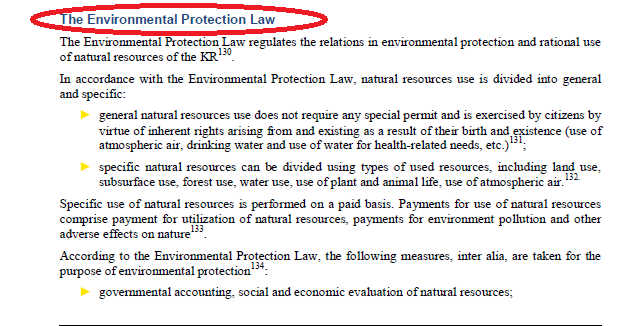 The Environmental Protection Law
The Environmental Protection Law regulates the relations in environmental protection and rational use
of natural resources of the KR130.
In accordance with the Environmental Protection Law, natural resources use is divided into general
and specific:
► general natural resources use does not require any special permit and is exercised by citizens by
virtue of inherent rights arising from and existing as a result of their birth and existence (use of
atmospheric air, drinking water and use of water for health-related needs, etc.)131;
► specific natural resources can be divided using types of used resources, including land use,
subsurface use, forest use, water use, use of plant and animal life, use of atmospheric air.132.
Specific use of natural resources is performed on a paid basis. Payments for use of natural resources
comprise payment for utilization of natural resources, payments for environment pollution and other
adverse effects on nature133.
According to the Environmental Protection Law, the following measures, inter alia, are taken for the
purpose of environmental protection134:
► governmental accounting, social and economic evaluation of natural resources;